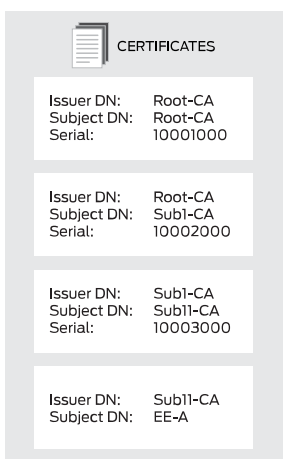 CERTIFICATES
Issuer DN: Root-CA
Subject DN: Root-CA
Serial: 10001000
Issuer DN: Root-CA
Subject DN: Sub1-CA
Serial: 10002000
Issuer DN: Sub1-CA
Subject DN: Sub11-CA
Serial: 10003000
Issuer DN: Sub11-CA
Subject DN: EE-A